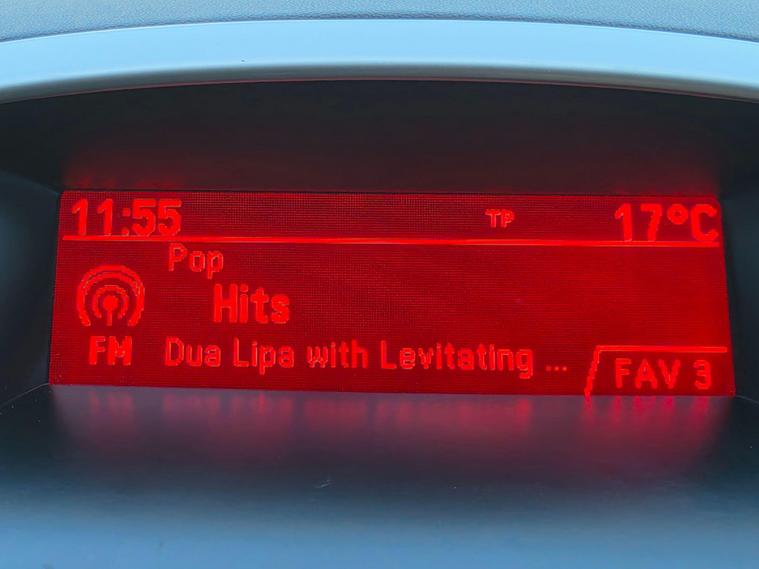 11:55 TP 17°C
Pop
Hits
FM Dua Lipa with Levitating ... FAV 3